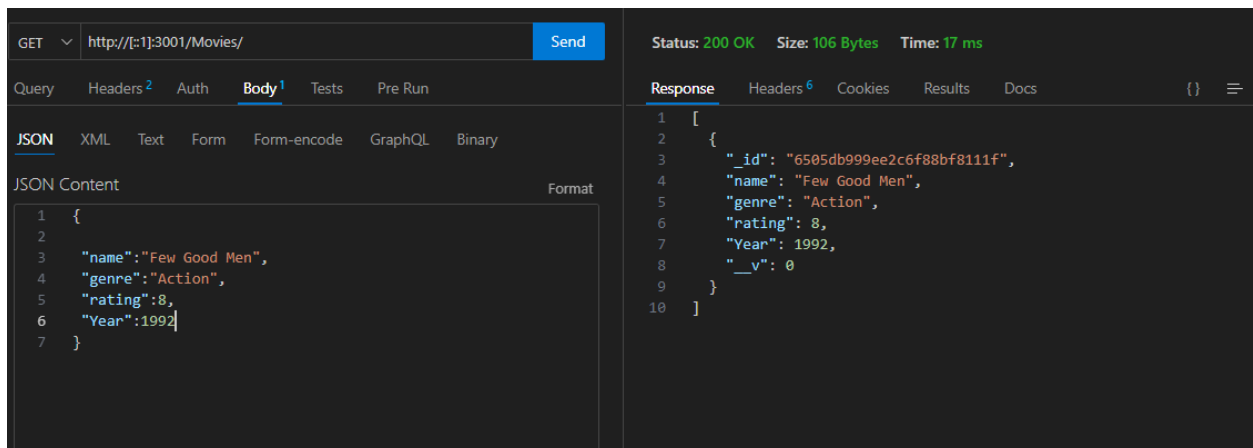 GET http://[::1]:3001/Movies/ Send
Query Headers 2 Auth Body 1 Tests Pre Run
JSON XML Text Form Form-encode GraphQL Binary
JSON Content Format
1 {
2
3 "name":"Few Good Men",
4 "genre":"Action",
5 "rating":8,
6 "Year":1992
7 }
Status: 200 OK Size: 106 Bytes Time: 17 ms
Response Headers 6 Cookies Results Docs {}
1 [
2 {
3 "_id": "6505db999ee2c6f88bf8111f",
4 "name": "Few Good Men",
5 "genre": "Action",
6 "rating": 8,
7 "Year": 1992,
8 "__v": 0
9 }
10 ]